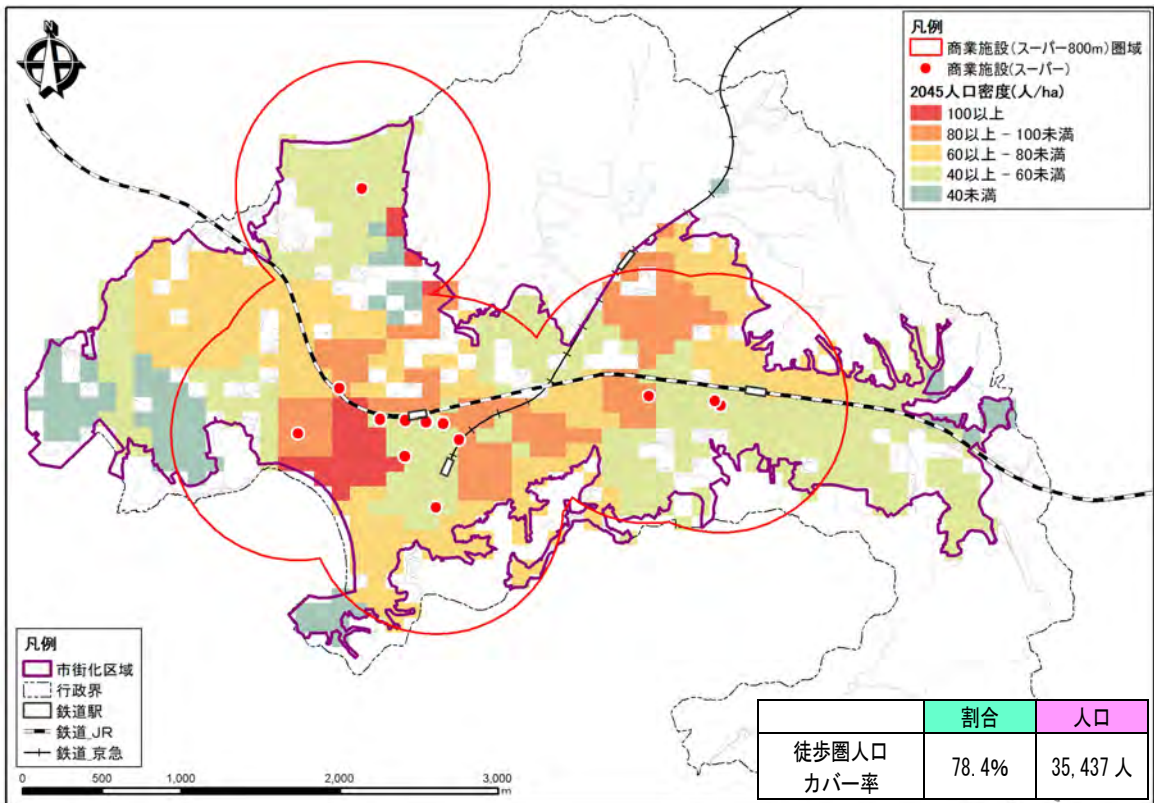 N
凡例
商業施設(スーパー800m)圏域
商業施設(スーパー)
2045人口密度(人/ha)
100以上
80以上 - 100未満
60以上 - 80未満
40以上 - 60未満
40未満
凡例
市街化区域
行政界
鉄道駅
鉄道_JR
鉄道_京急
0 500 1,000 2,000 3,000
m
割合 人口
徒歩圏人口
カバー率 78.4% 35,437人